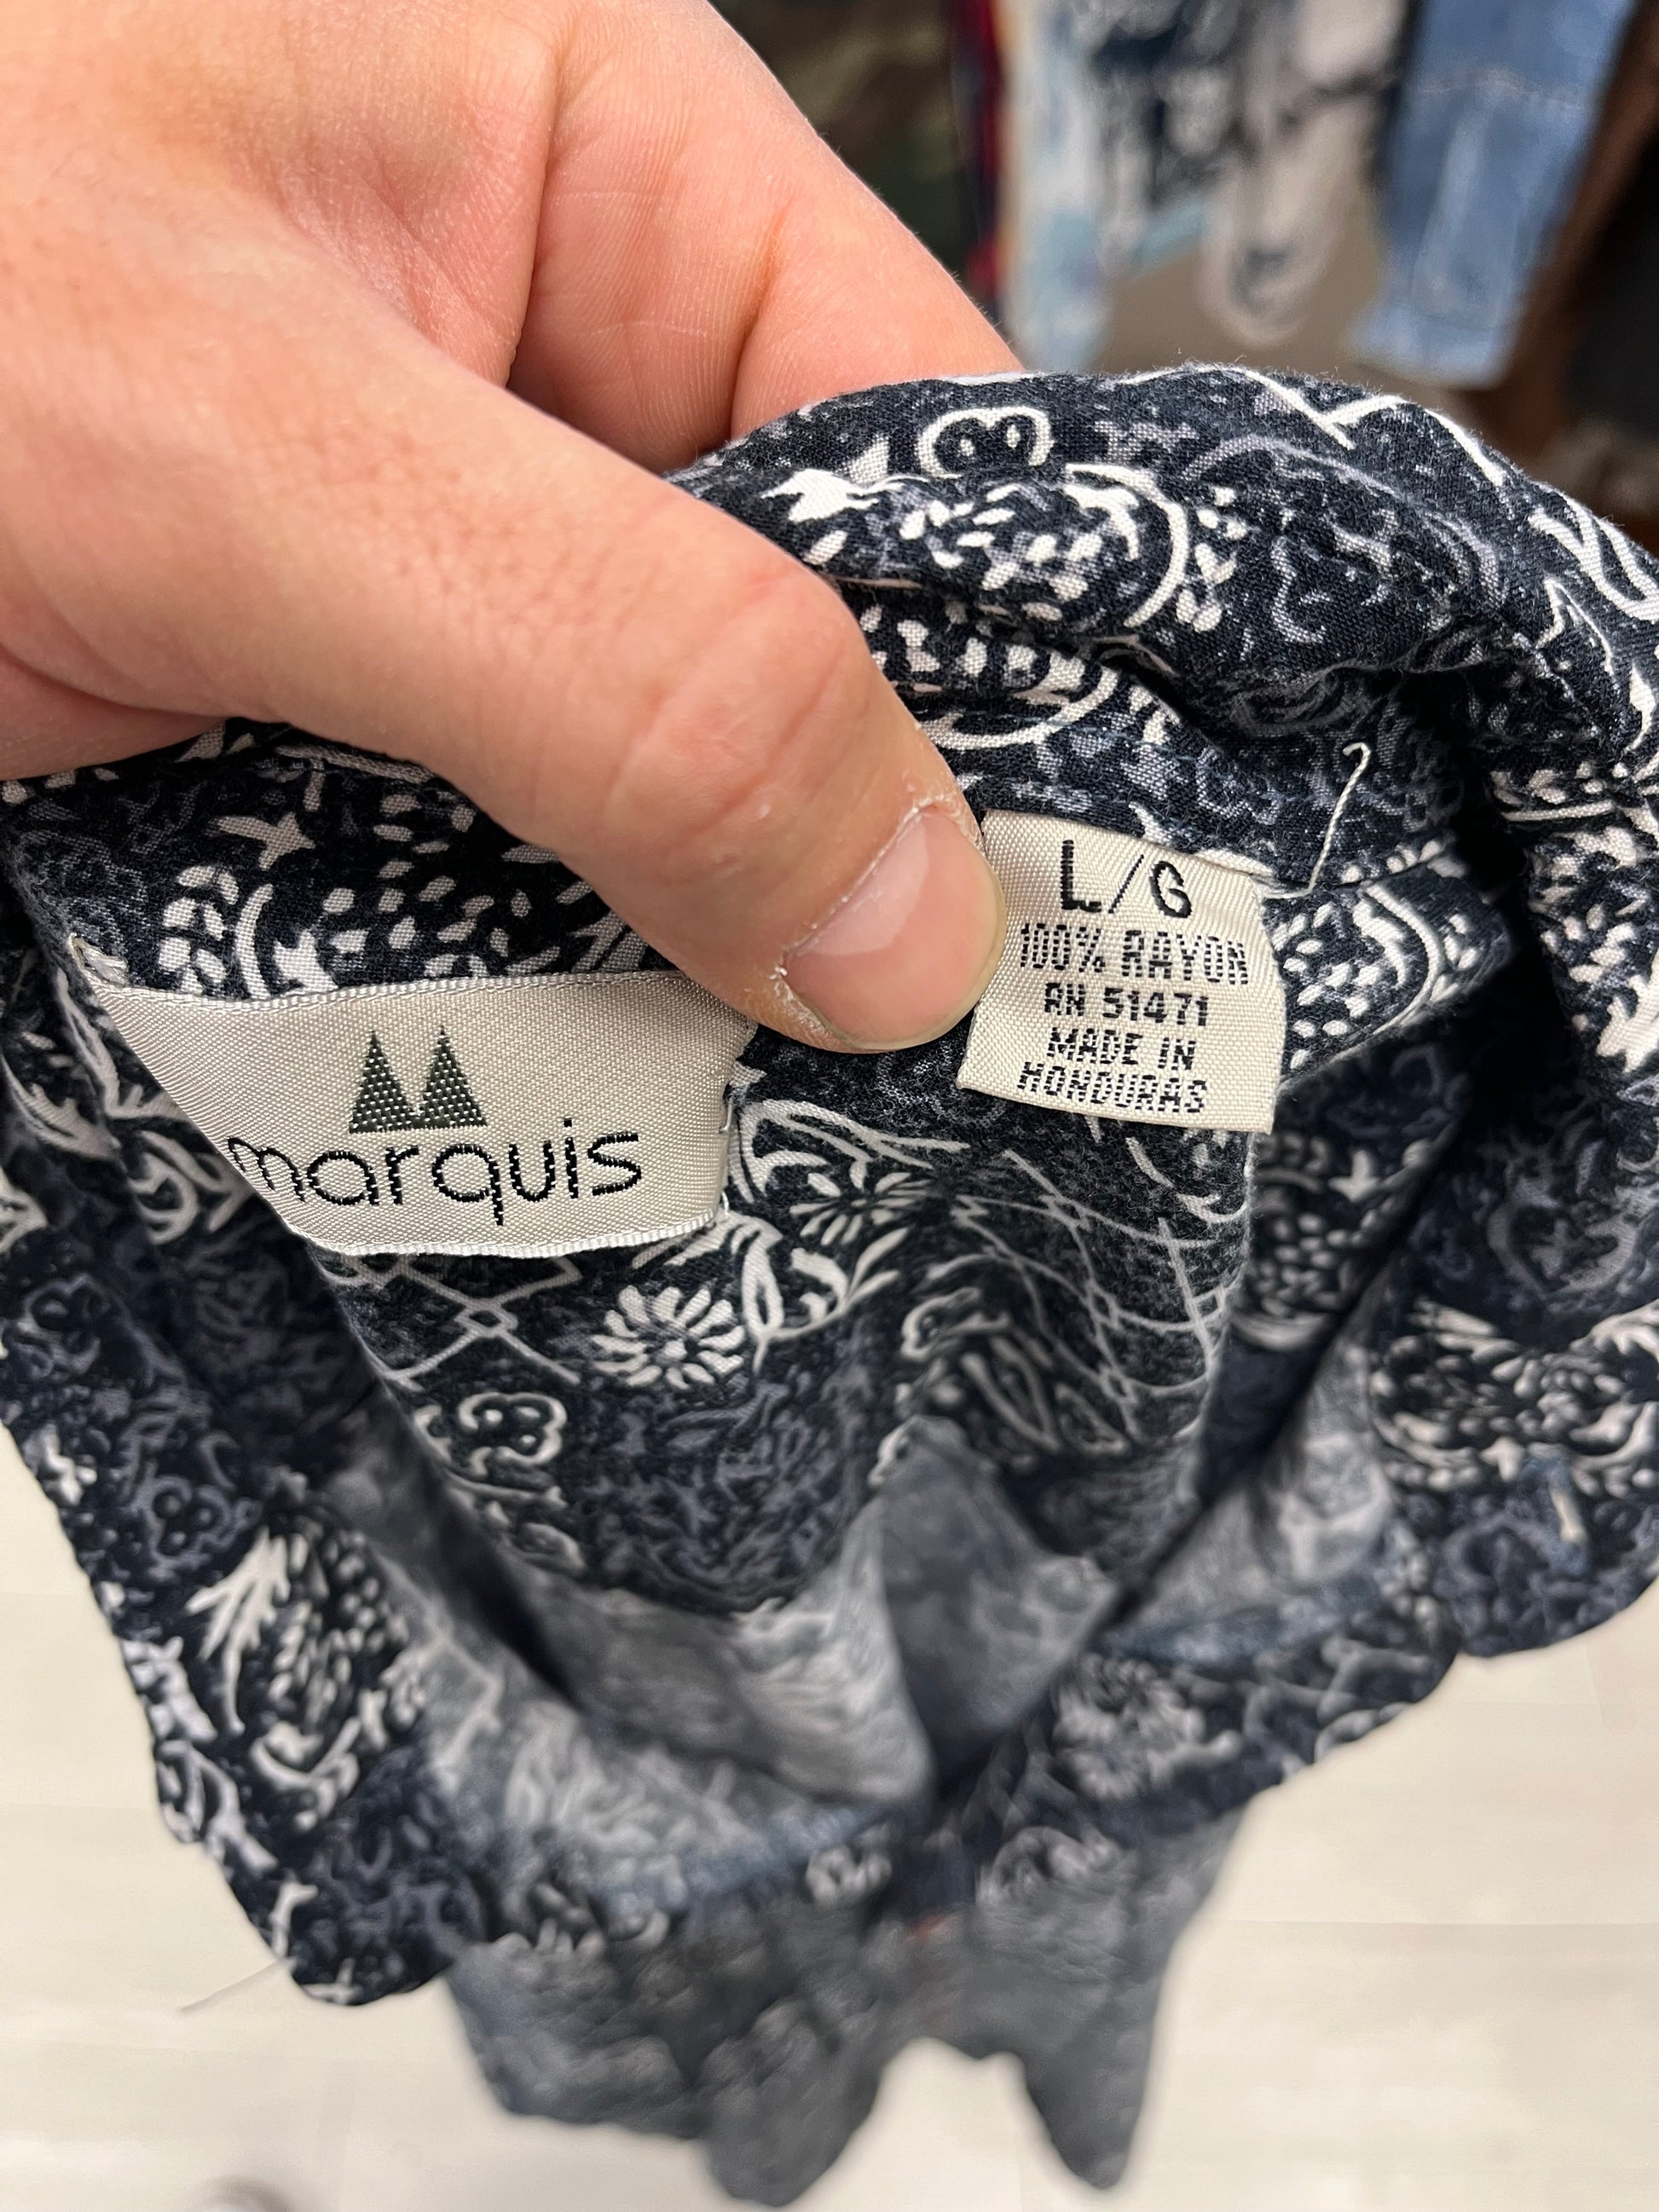 marquis
L/G
100% RAYON
RN 51471
MADE IN
HONDURAS